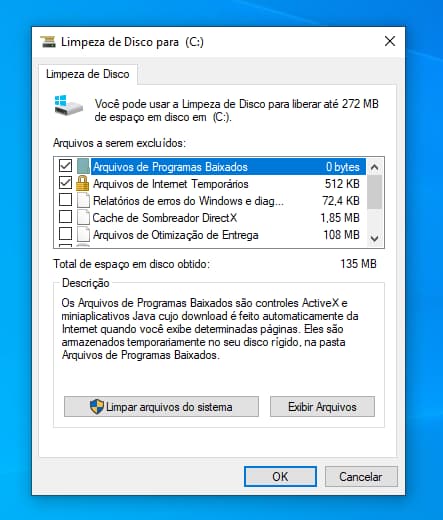 Limpeza de Disco para (C:)
Limpeza de Disco
Você pode usar a Limpeza de Disco para liberar até 272 MB
de espaço em disco em (C:).
Arquivos a serem excluídos:
Arquivos de Programas Baixados 0 bytes
Arquivos de Internet Temporários 512 KB
Relatórios de erros do Windows e diag... 72,4 KB
Cache de Sombreador DirectX 1,85 MB
Arquivos de Otimização de Entrega 108 MB
Total de espaço em disco obtido: 135 MB
Descrição
Os Arquivos de Programas Baixados são controles ActiveX e
miniaplicativos Java cujo download é feito automaticamente da
Internet quando você exibe determinadas páginas. Eles são
armazenados temporariamente no seu disco rígido, na pasta
Arquivos de Programas Baixados.
Limpar arquivos do sistema Exibir Arquivos
OK Cancelar